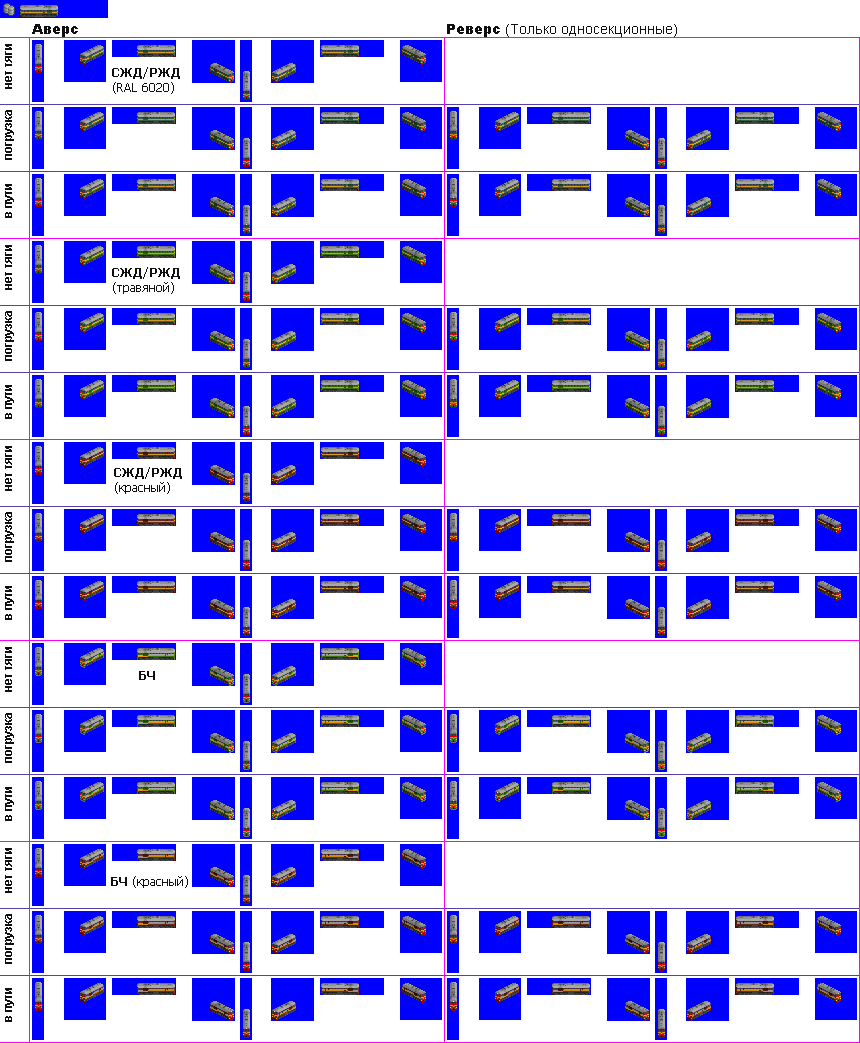 Аверс
Реверс (Только односекционные)
нет тяги
СЖД/РЖД
(RAL 6020)
погрузка
в пути
нет тяги
СЖД/РЖД
(травяной)
погрузка
в пути
нет тяги
СЖД/РЖД
(красный)
погрузка
в пути
нет тяги
БЧ
погрузка
в пути
нет тяги
БЧ (красный)
погрузка
в пути